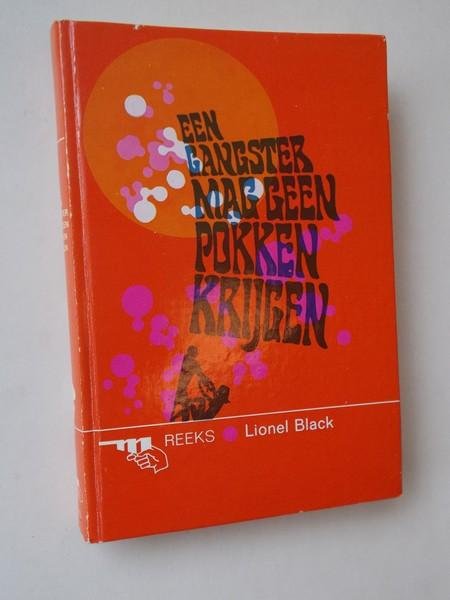 EEN
GANGSTER
MAG GEEN
POKKEN
KRIJGEN
m REEKS Lionel Black